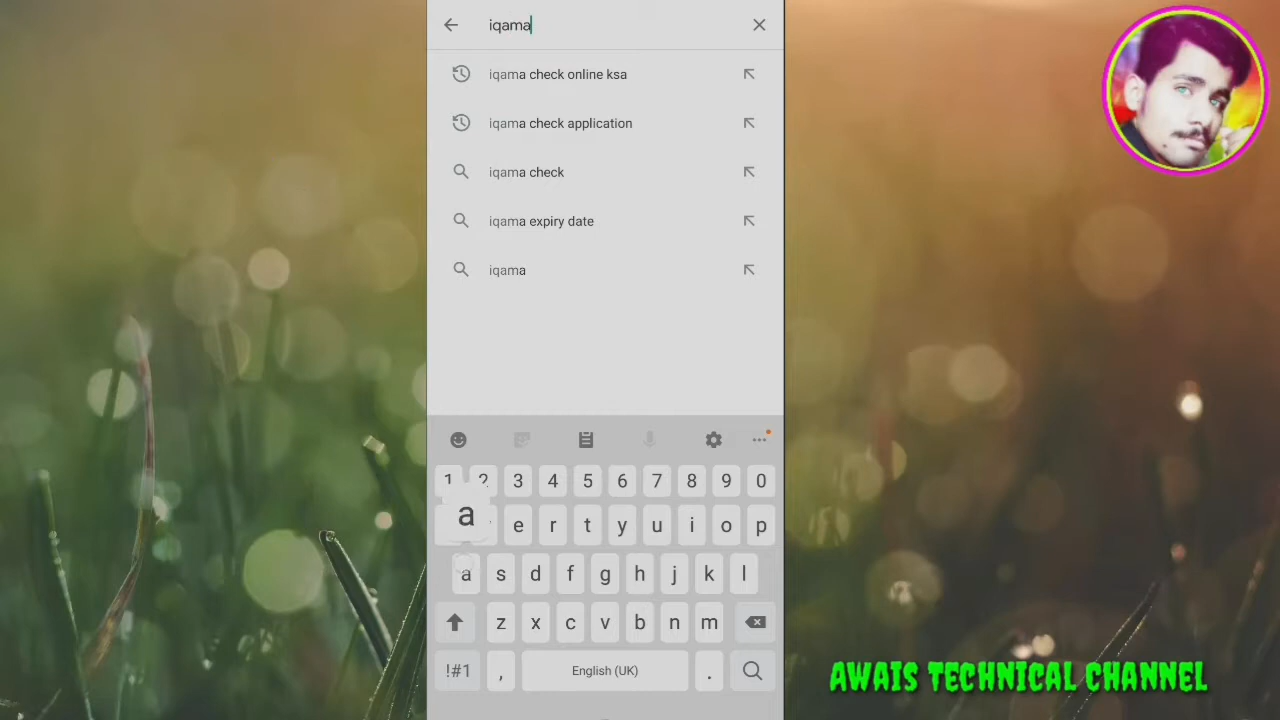 iqama
iqama check online ksa
iqama check application
iqama check
iqama expiry date
iqama
1 2 3 4 5 6 7 8 9 0
a e r t y u i o p
a s d f g h j k l
z x c v b n m
!#1 , English (UK) .
AWAIS TECHNICAL CHANNEL